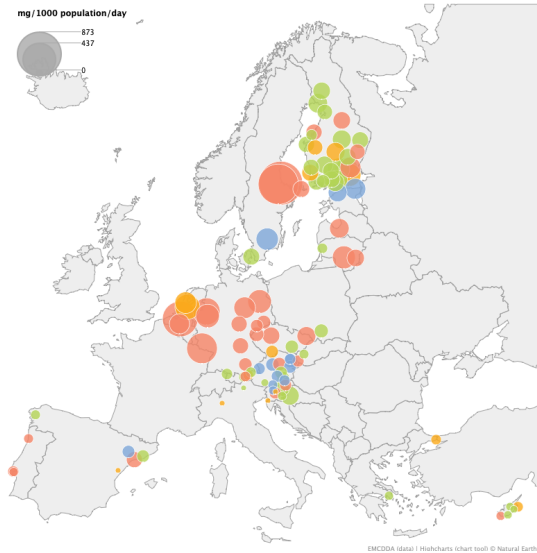 mg/1000 population/day
873
437
0
EMCDDA (data) | Highcharts (chart tool) © Natural Earth